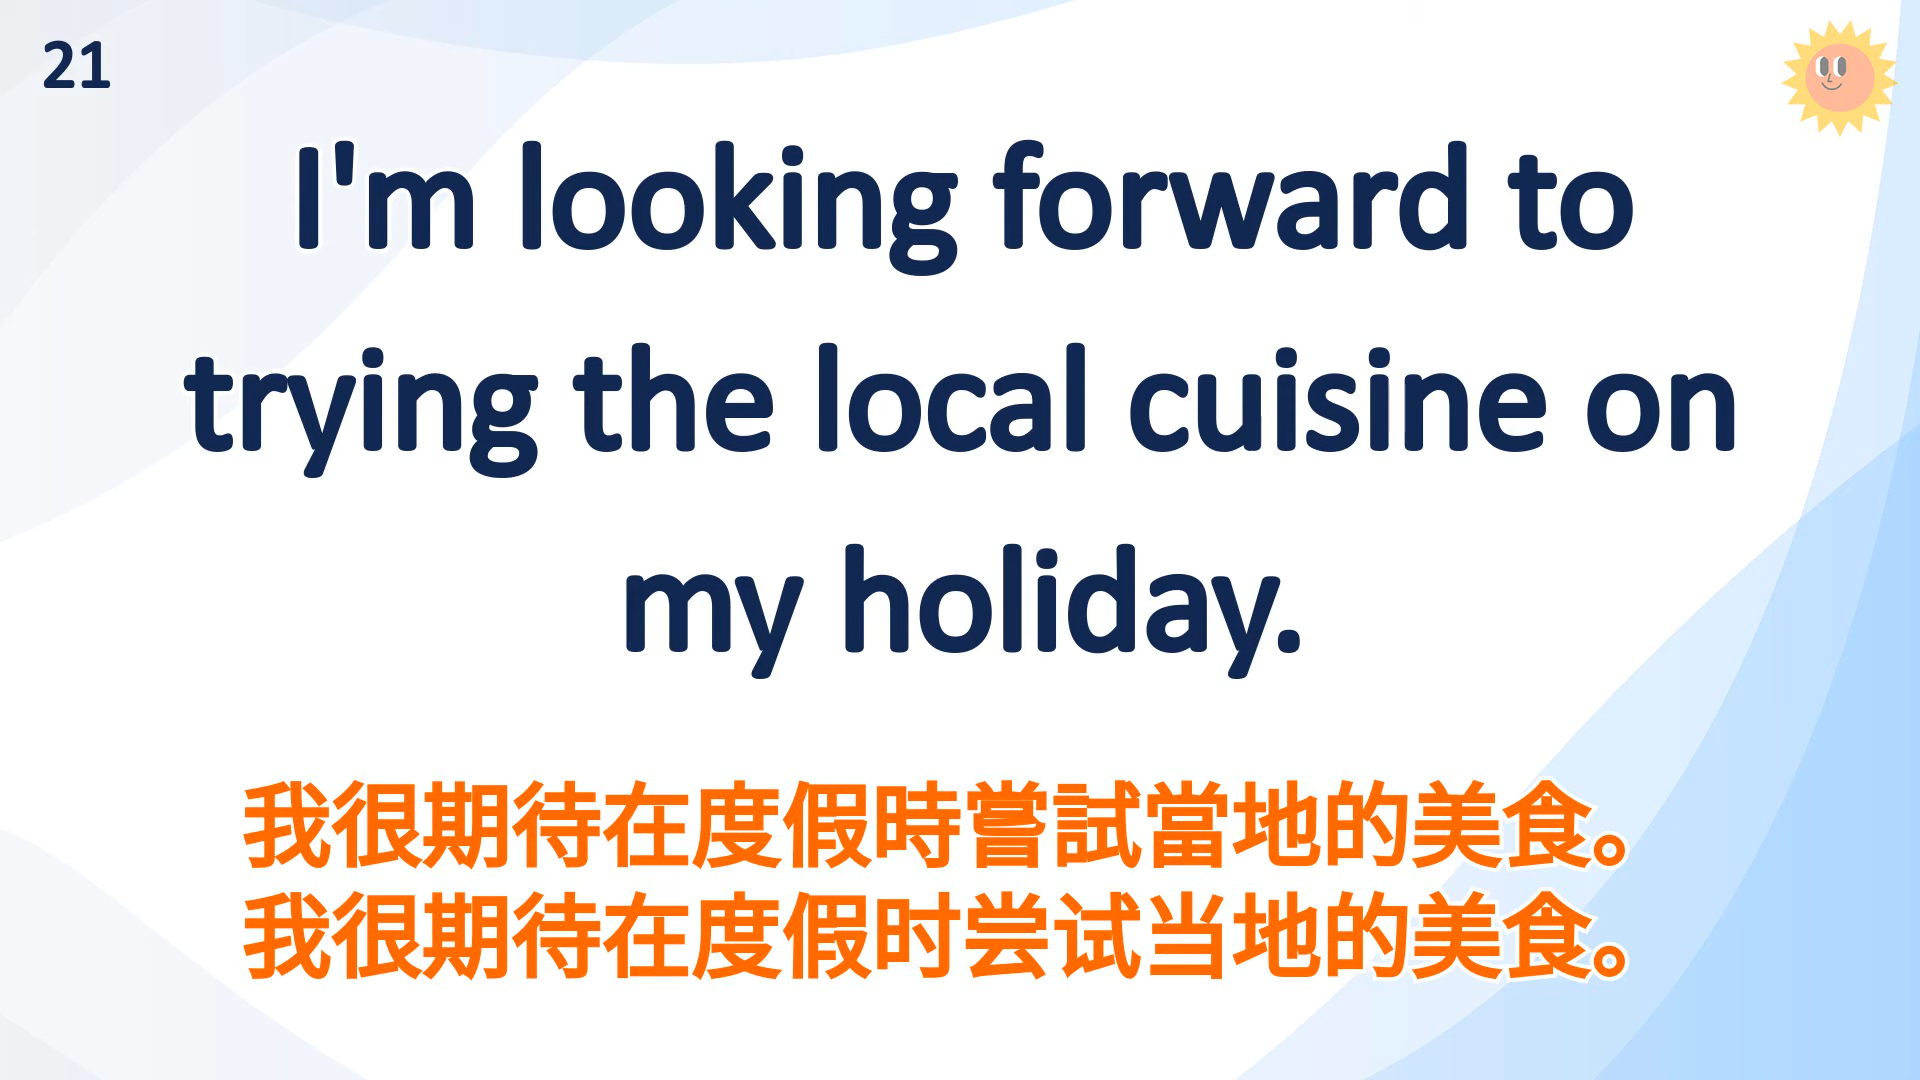 21
I'm looking forward to
trying the local cuisine on
my holiday.
我很期待在度假時嘗試當地的美食。
我很期待在度假时尝试当地的美食。